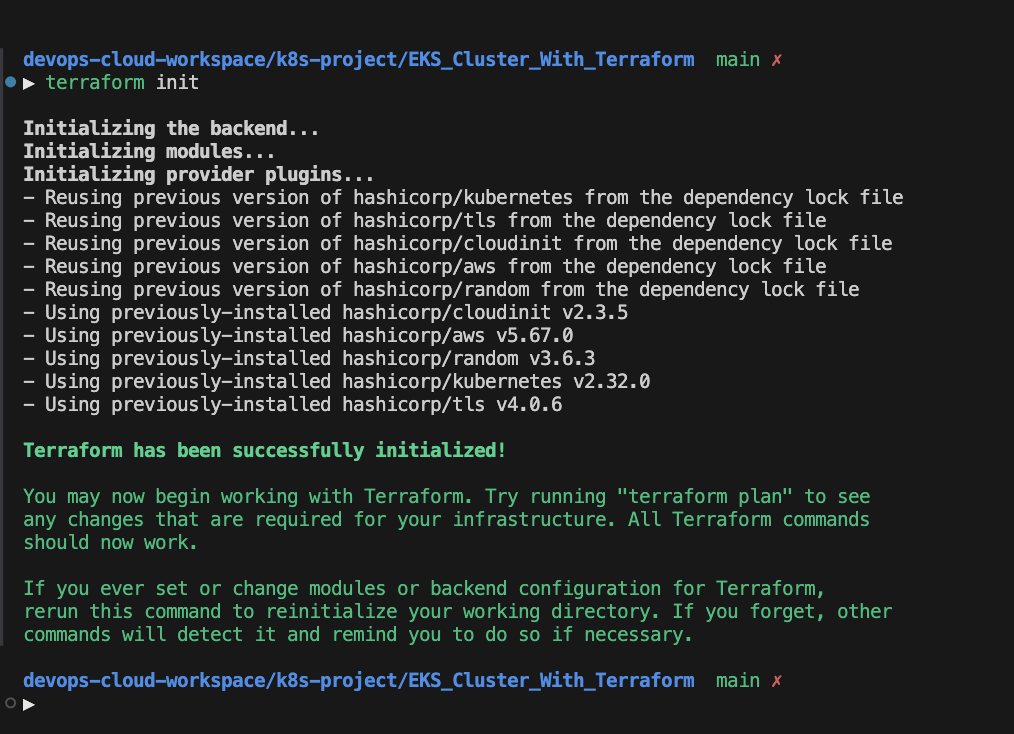 devops-cloud-workspace/k8s-project/EKS_Cluster_With_Terraform main ✗
▶ terraform init
Initializing the backend...
Initializing modules...
Initializing provider plugins...
- Reusing previous version of hashicorp/kubernetes from the dependency lock file
- Reusing previous version of hashicorp/tls from the dependency lock file
- Reusing previous version of hashicorp/cloudinit from the dependency lock file
- Reusing previous version of hashicorp/aws from the dependency lock file
- Reusing previous version of hashicorp/random from the dependency lock file
- Using previously-installed hashicorp/cloudinit v2.3.5
- Using previously-installed hashicorp/aws v5.67.0
- Using previously-installed hashicorp/random v3.6.3
- Using previously-installed hashicorp/kubernetes v2.32.0
- Using previously-installed hashicorp/tls v4.0.6
Terraform has been successfully initialized!
You may now begin working with Terraform. Try running "terraform plan" to see
any changes that are required for your infrastructure. All Terraform commands
should now work.
If you ever set or change modules or backend configuration for Terraform,
rerun this command to reinitialize your working directory. If you forget, other
commands will detect it and remind you to do so if necessary.
devops-cloud-workspace/k8s-project/EKS_Cluster_With_Terraform main ✗
▶